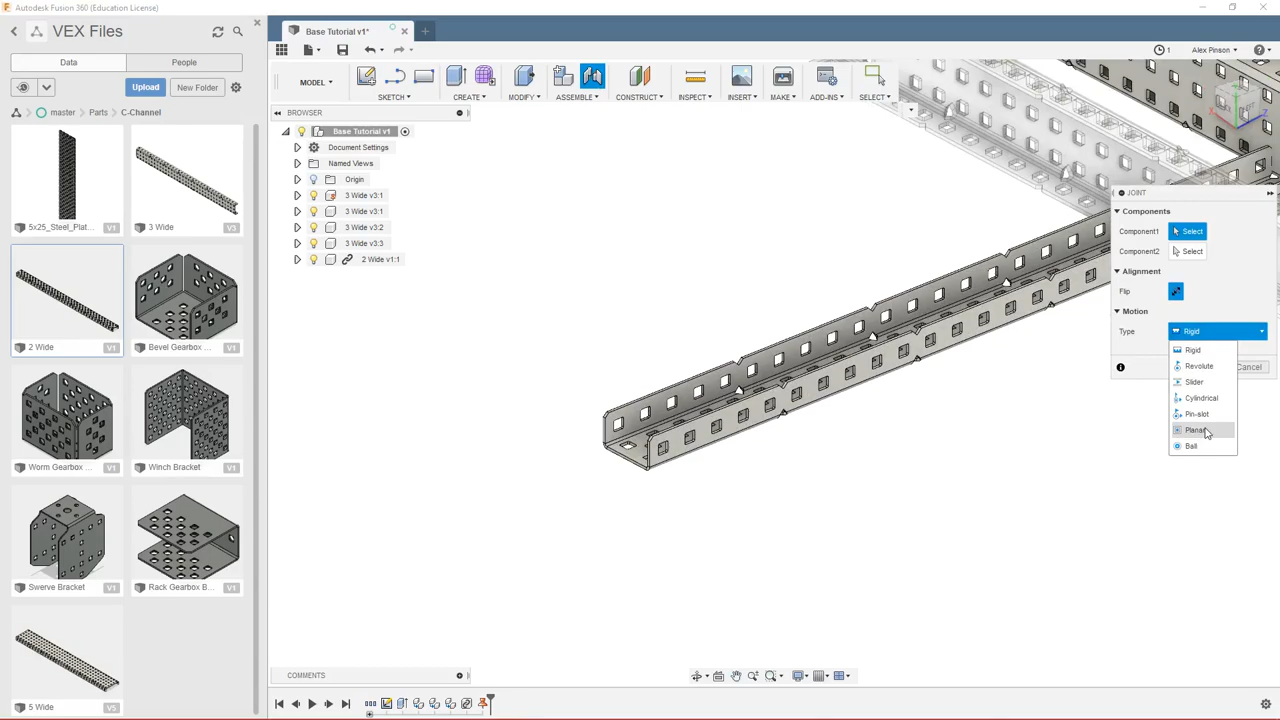 Autodesk Fusion 360 (Education License)
VEX Files
Base Tutorial v1*
Data
People
1
Alex Pinson
Upload
New Folder
MODEL
SKETCH
CREATE
MODIFY
ASSEMBLE
CONSTRUCT
INSPECT
INSERT
MAKE
ADD-INS
SELECT
master
Parts
C-Channel
BROWSER
Base Tutorial v1
Document Settings
Named Views
Origin
3 Wide v3:1
3 Wide v3:1
3 Wide v3:2
3 Wide v3:3
2 Wide v1:1
5x25_Steel_Plat...
V1
3 Wide
V3
2 Wide
V1
Bevel Gearbox ...
V1
Worm Gearbox ...
V1
Winch Bracket
V1
Swerve Bracket
V1
Rack Gearbox B...
V1
5 Wide
V5
JOINT
Components
Component1
Select
Component2
Select
Alignment
Flip
Motion
Type
Rigid
Rigid
Revolute
Cancel
Slider
Cylindrical
Pin-slot
Planar
Ball
COMMENTS